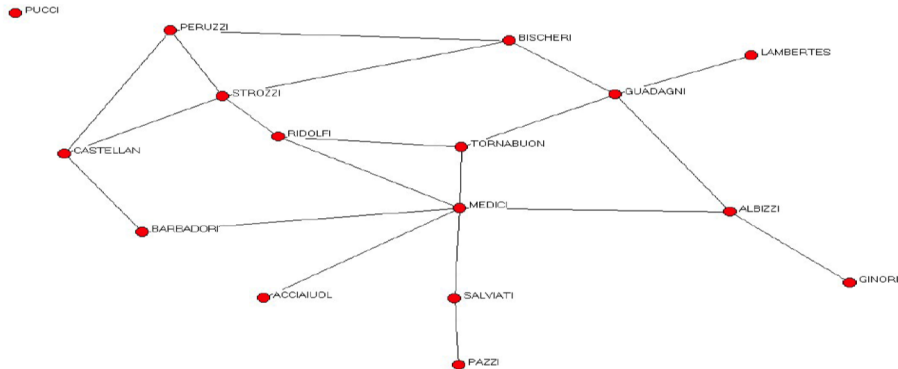 PUCCI
PERUZZI
BISCHERI
LAMBERTES
STROZZI
GUADAGNI
RIDOLFI
TORNABUON
CASTELLAN
MEDICI
ALBIZZI
BARBADORI
GINORI
ACCIAIUOL
SALVIATI
PAZZI